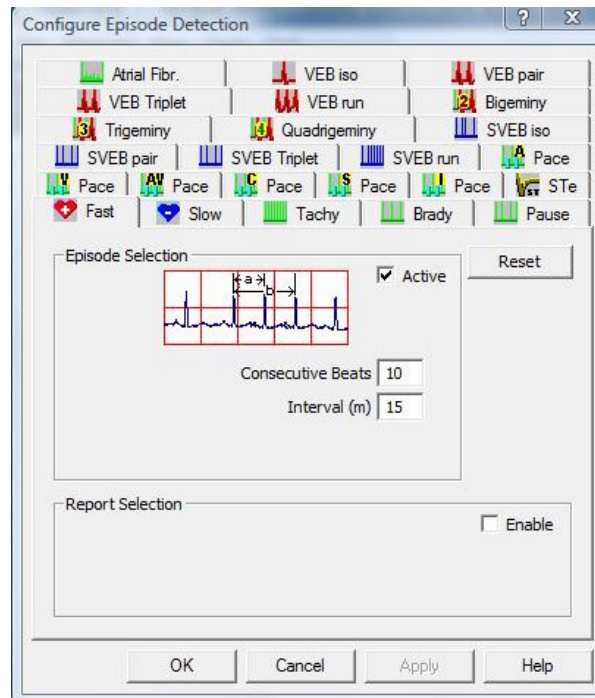 Configure Episode Detection
Atrial Fibr. VEB iso VEB pair
VEB Triplet VEB run 2 Bigeminy
3 Trigeminy 4 Quadrigeminy SVEB iso
SVEB pair SVEB Triplet SVEB run A Pace
V Pace AV Pace C Pace S Pace I Pace VST STe
Fast Slow Tachy Brady Pause
Episode Selection
a
b
Active
Reset
Consecutive Beats 10
Interval (m) 15
Report Selection
Enable
OK Cancel Apply Help